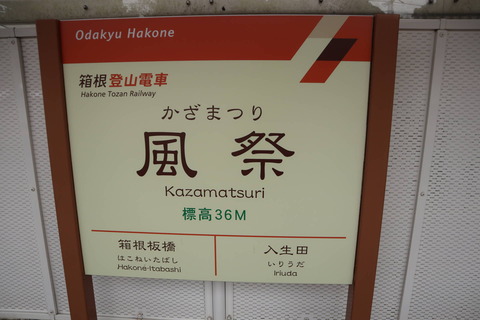 Odakyu Hakone
箱根登山電車
Hakone Tozan Railway
かざまつり
風祭
Kazamatsuri
標高36M
箱根板橋
はこねいたばし
Hakone-Itabashi
入生田
いりうだ
Iriuda